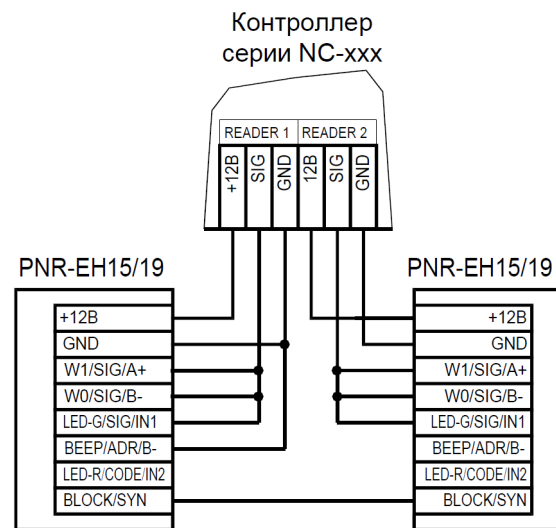 Контроллер
серии NC-xxx
READER 1 READER 2
+12В SIG GND 12В SIG GND
PNR-EH15/19
+12В
GND
W1/SIG/A+
W0/SIG/B-
LED-G/SIG/IN1
BEEP/ADR/B-
LED-R/CODE/IN2
BLOCK/SYN
PNR-EH15/19
+12В
GND
W1/SIG/A+
W0/SIG/B-
LED-G/SIG/IN1
BEEP/ADR/B-
LED-R/CODE/IN2
BLOCK/SYN